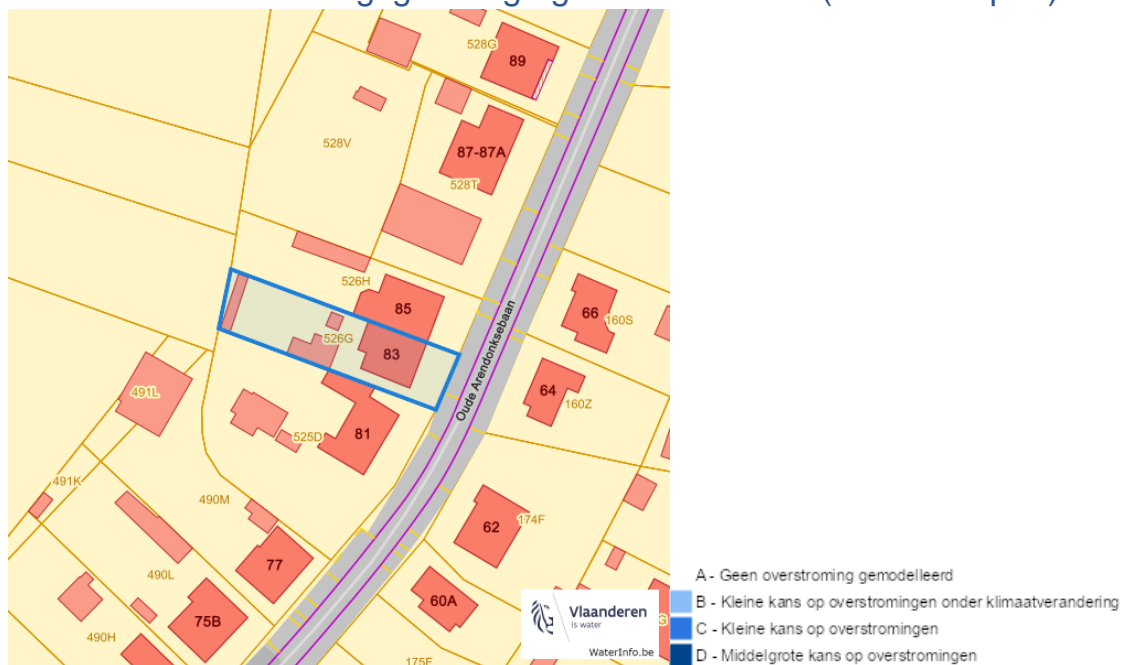 528G
89
528V
87-87A
528T
526H
85
526G
83
Oude Arendonksebaan
66
160S
64
160Z
491L
81
525D
491K
490M
62
174F
77
490L
60A
75B
490H
175F
Vlaanderen
is water
WaterInfo.be
A - Geen overstroming gemodelleerd
B - Kleine kans op overstromingen onder klimaatverandering
C - Kleine kans op overstromingen
D - Middelgrote kans op overstromingen